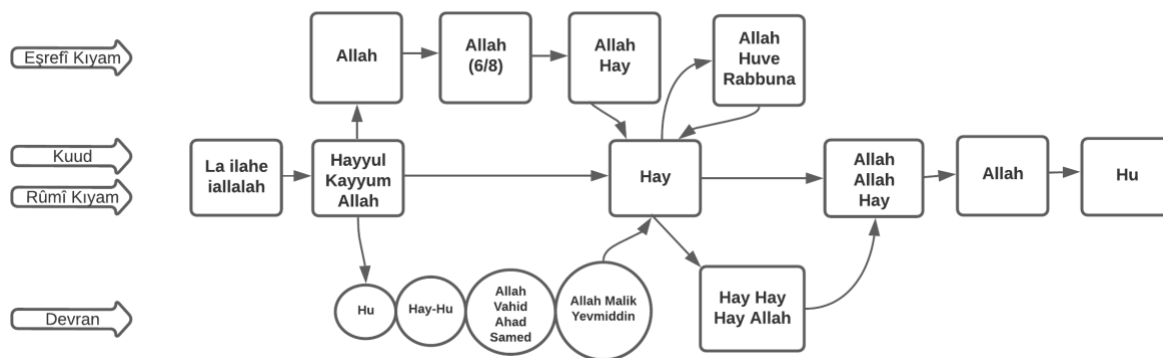 Eşrefî Kıyam
Allah
Allah
(6/8)
Allah
Hay
Allah
Huve
Rabbuna
Kuud
Rûmî Kıyam
La ilahe
iallalah
Hayyul
Kayyum
Allah
Hay
Allah
Allah
Hay
Allah
Hu
Devran
Hu
Hay-Hu
Allah
Vahid
Ahad
Samed
Allah Malik
Yevmiddin
Hay Hay
Hay Allah